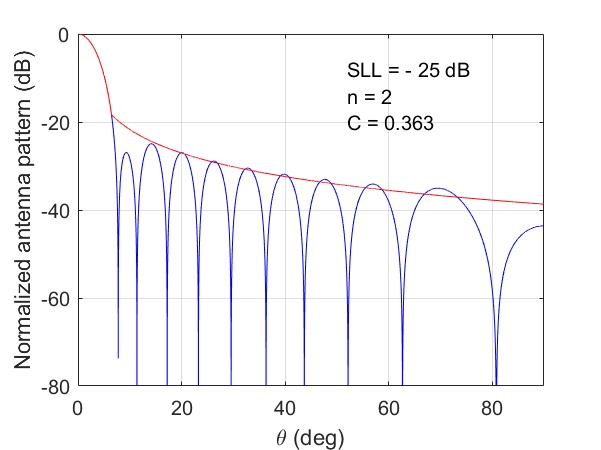 Normalized antenna pattern (dB)
0
-20
-40
-60
-80
SLL = - 25 dB
n = 2
C = 0.363
0 20 40 60 80
θ (deg)